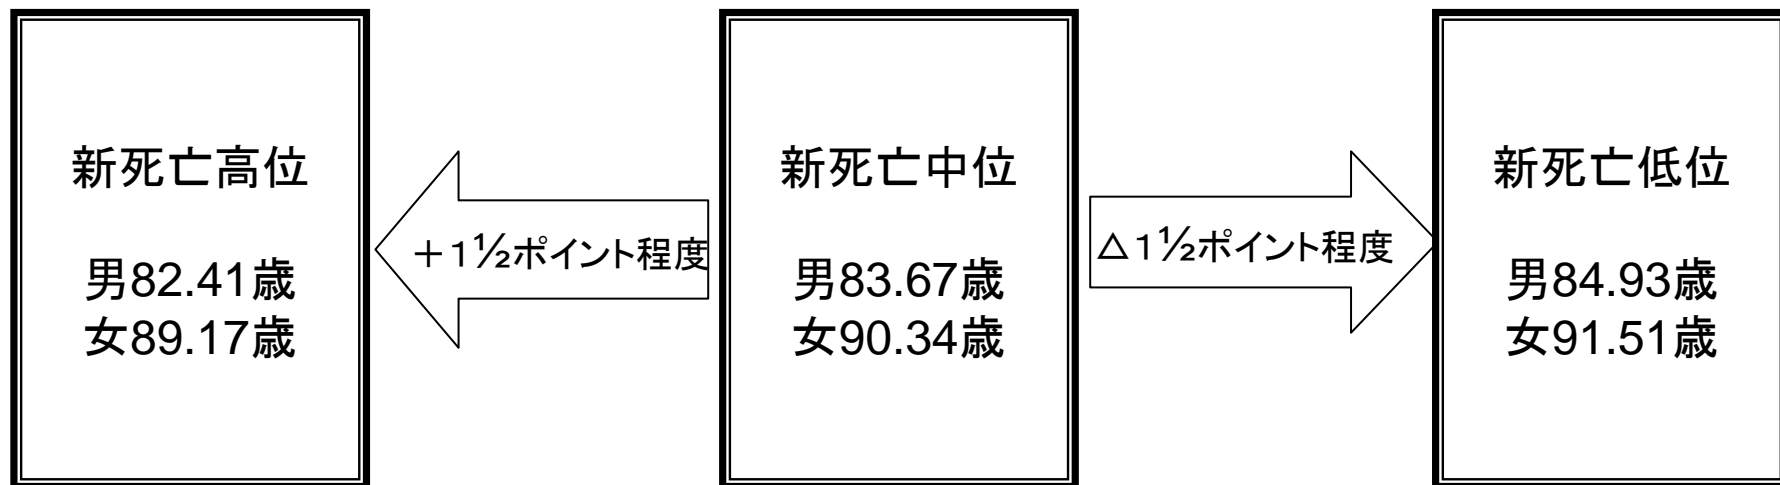 新死亡高位
男82.41歳
女89.17歳
＋1½ポイント程度
新死亡中位
男83.67歳
女90.34歳
△1½ポイント程度
新死亡低位
男84.93歳
女91.51歳